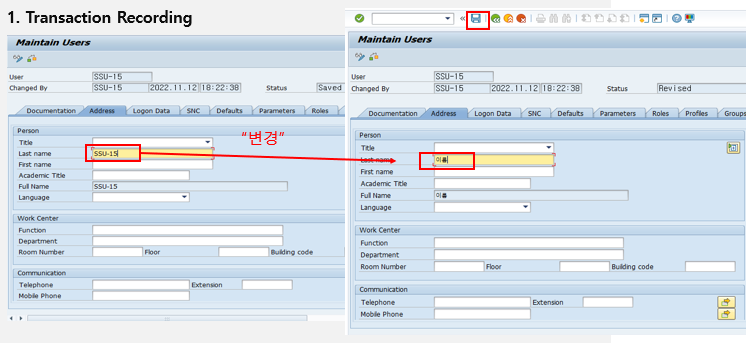 1. Transaction Recording
Maintain Users
User SSU-15
Changed By SSU-15 2022.11.12 18:22:38 Status Saved
Documentation Address Logon Data SNC Defaults Parameters Roles
Person
Title
Last name SSU-15
First name
Academic Title
Full Name SSU-15
Language
Work Center
Function
Department
Room Number Floor Building code
Communication
Telephone Extension
Mobile Phone
"변경"
Maintain Users
User SSU-15
Changed By SSU-15 2022.11.12 18:22:38 Status Revised
Documentation Address Logon Data SNC Defaults Parameters Roles Profiles Groups
Person
Title
Last name 이름
First name
Academic Title
Full Name 이름
Language
Work Center
Function
Department
Room Number Floor Building code
Communication
Telephone Extension
Mobile Phone